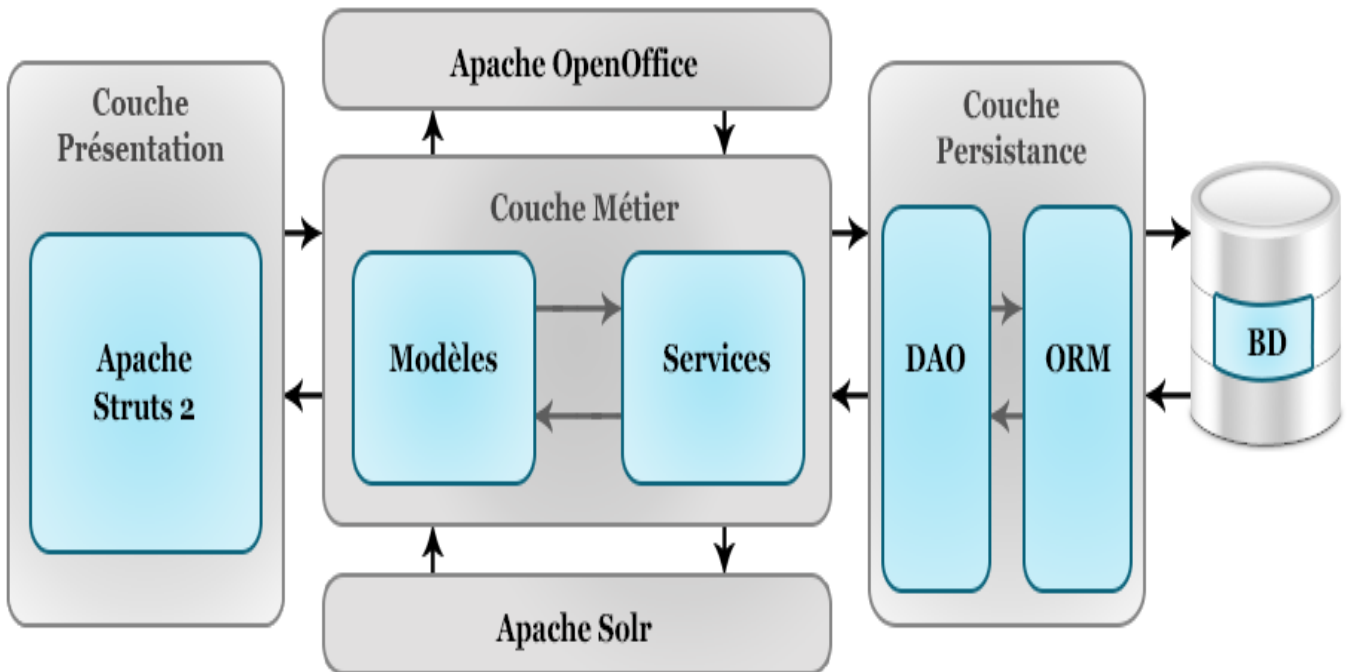 Couche
Présentation
Apache
Struts 2
Apache OpenOffice
Couche Métier
Modèles
Services
Apache Solr
Couche
Persistance
DAO
ORM
BD